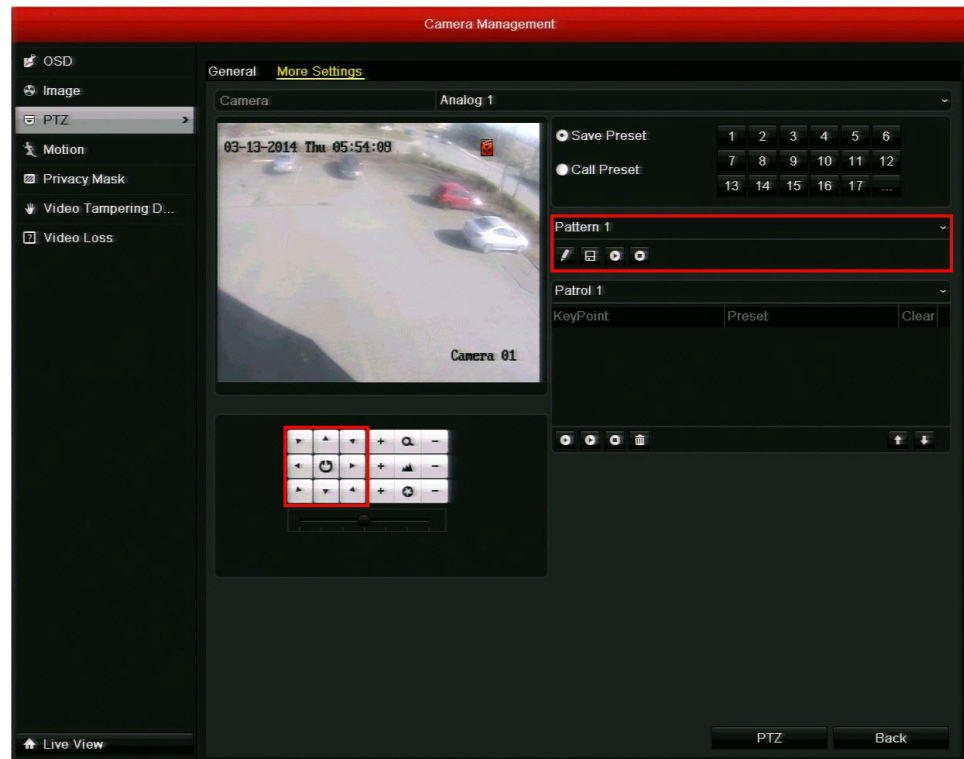 Camera Management
OSD
Image
PTZ
Motion
Privacy Mask
Video Tampering D...
Video Loss
Live View
General More Settings
Camera Analog 1
03-13-2014 Thu 05:54:08
Camera 01
Save Preset
Call Preset
1 2 3 4 5 6
7 8 9 10 11 12
13 14 15 16 17 ...
Pattern 1
Patrol 1
KeyPoint Preset Clear
PTZ Back